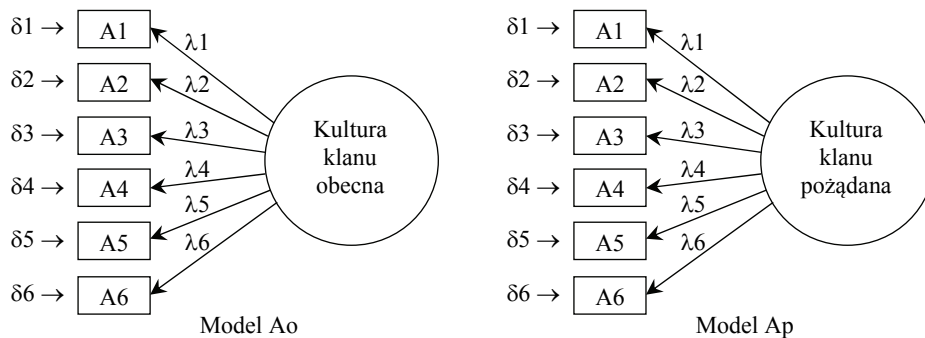 δ1 → A1 λ1
δ2 → A2 λ2
δ3 → A3 λ3
δ4 → A4 λ4
δ5 → A5 λ5
δ6 → A6 λ6
Kultura
klanu
obecna
Model Ao
δ1 → A1 λ1
δ2 → A2 λ2
δ3 → A3 λ3
δ4 → A4 λ4
δ5 → A5 λ5
δ6 → A6 λ6
Kultura
klanu
pożądana
Model Ap